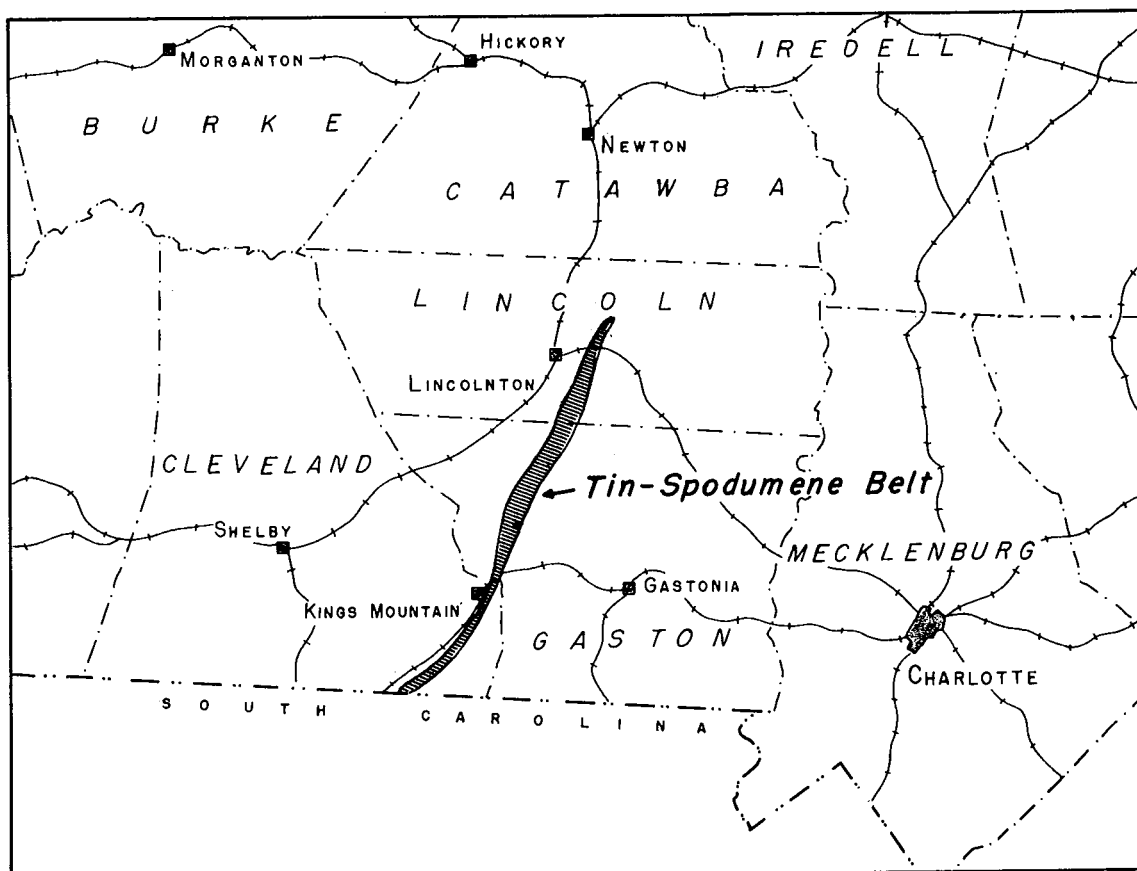 HICKORY
MORGANTON
IREDELL
BURKE
NEWTON
CATAWBA
LINCOLN
LINCOLNTON
CLEVELAND
Tin-Spodumene Belt
SHELBY
MECKLENBURG
KINGS MOUNTAIN
GASTONIA
GASTON
CHARLOTTE
SOUTH CAROLINA